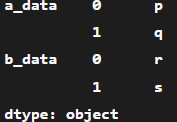 a_data 0 p
1 q
b_data 0 r
1 s
dtype: object